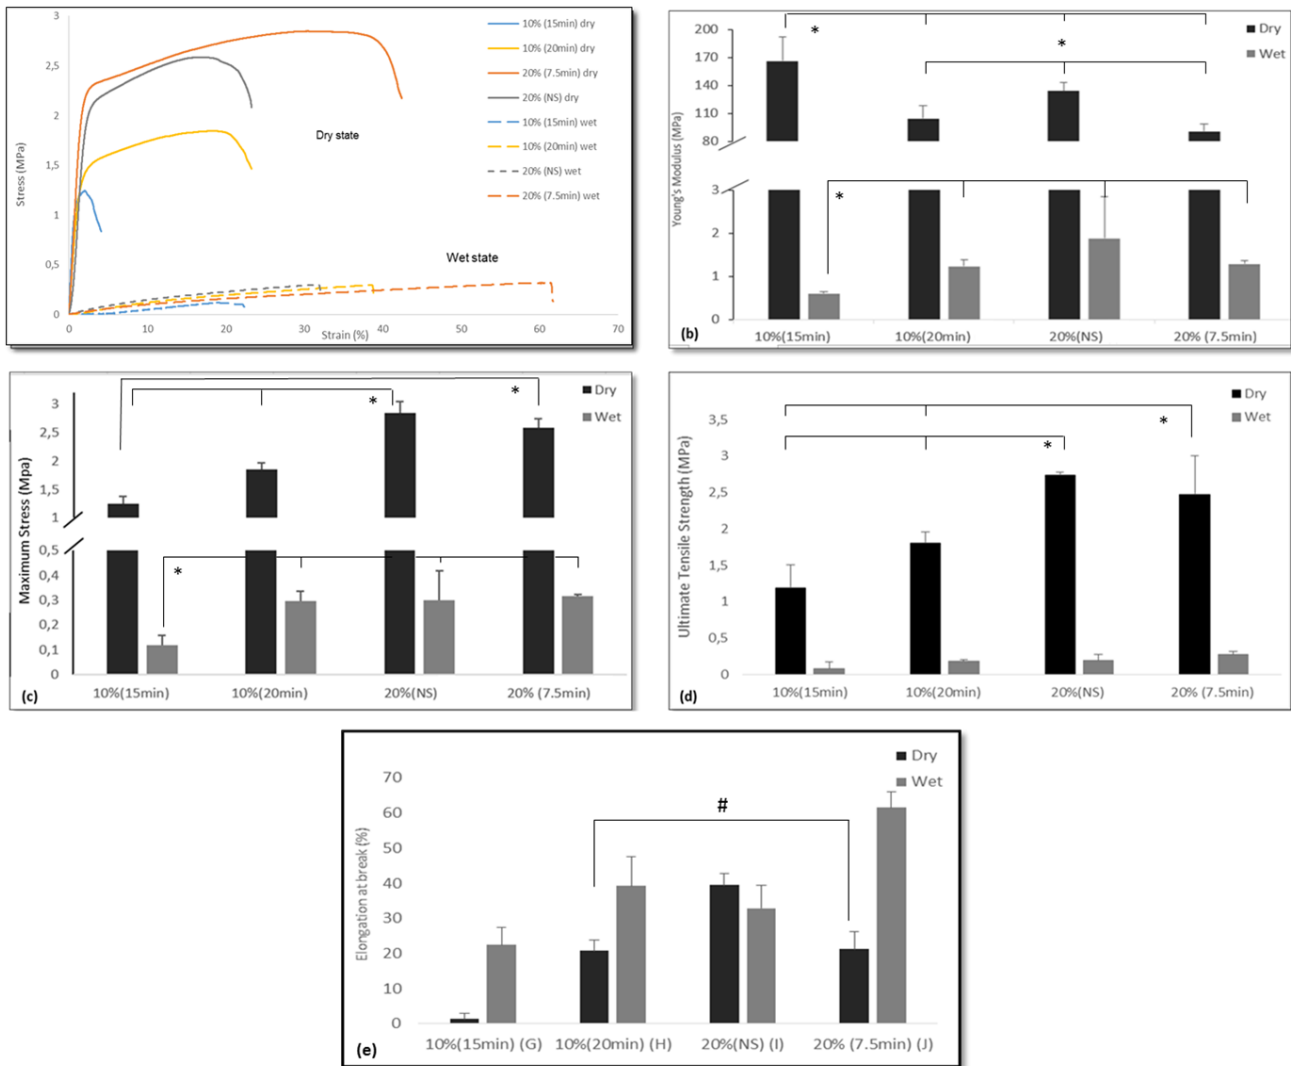 3
2,5
2
1,5
1
0,5
0
Stress (MPa)
0 10 20 30 40 50 60 70
Strain (%)
10% (15min) dry
10% (20min) dry
20% (7.5min) dry
20% (NS) dry
10% (15min) wet
10% (20min) wet
20% (NS) wet
20% (7.5min) wet
Dry state
Wet state
200
170
140
110
80
3
2
1
0
Young's Modulus (MPa)
*
*
*
Dry
Wet
10%(15min) 10%(20min) 20%(NS) 20% (7.5min)
(b)
3
2,5
2
1,5
1
0,5
0,4
0,3
0,2
0,1
0
Maximum Stress (Mpa)
*
*
*
Dry
Wet
10%(15min) 10%(20min) 20%(NS) 20% (7.5min)
(c)
3,5
3
2,5
2
1,5
1
0,5
0
Ultimate Tensile Strength (MPa)
*
*
Dry
Wet
10%(15min) 10%(20min) 20%(NS) 20% (7.5min)
(d)
70
60
50
40
30
20
10
0
Elongation at break (%)
#
Dry
Wet
10%(15min) (G) 10%(20min) (H) 20%(NS) (I) 20% (7.5min) (J)
(e)